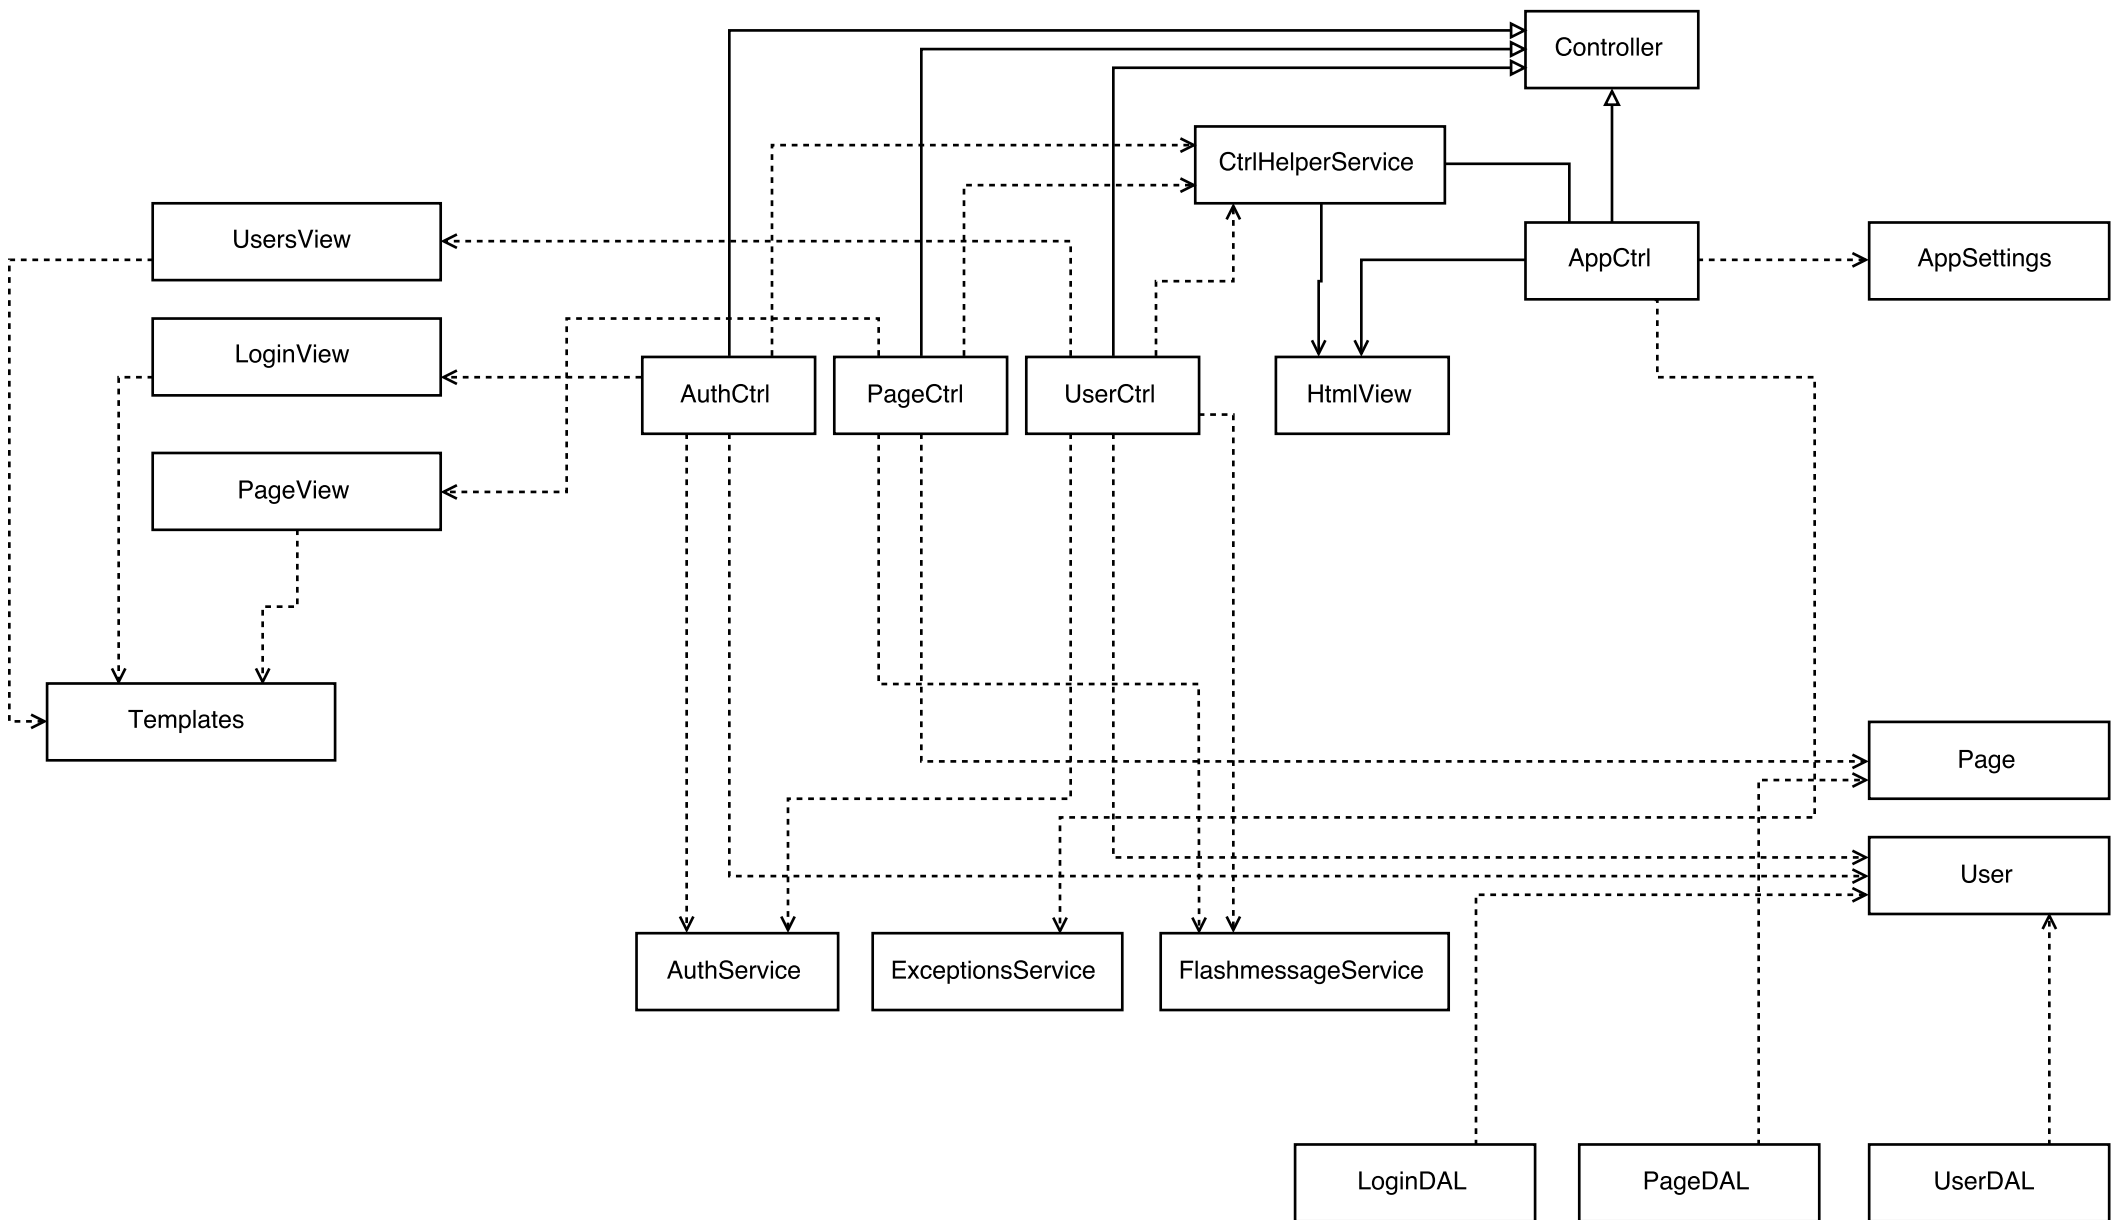 Controller
CtrlHelperService
UsersView
AppCtrl
AppSettings
LoginView
AuthCtrl
PageCtrl
UserCtrl
HtmlView
PageView
Templates
Page
User
AuthService
ExceptionsService
FlashmessageService
LoginDAL
PageDAL
UserDAL